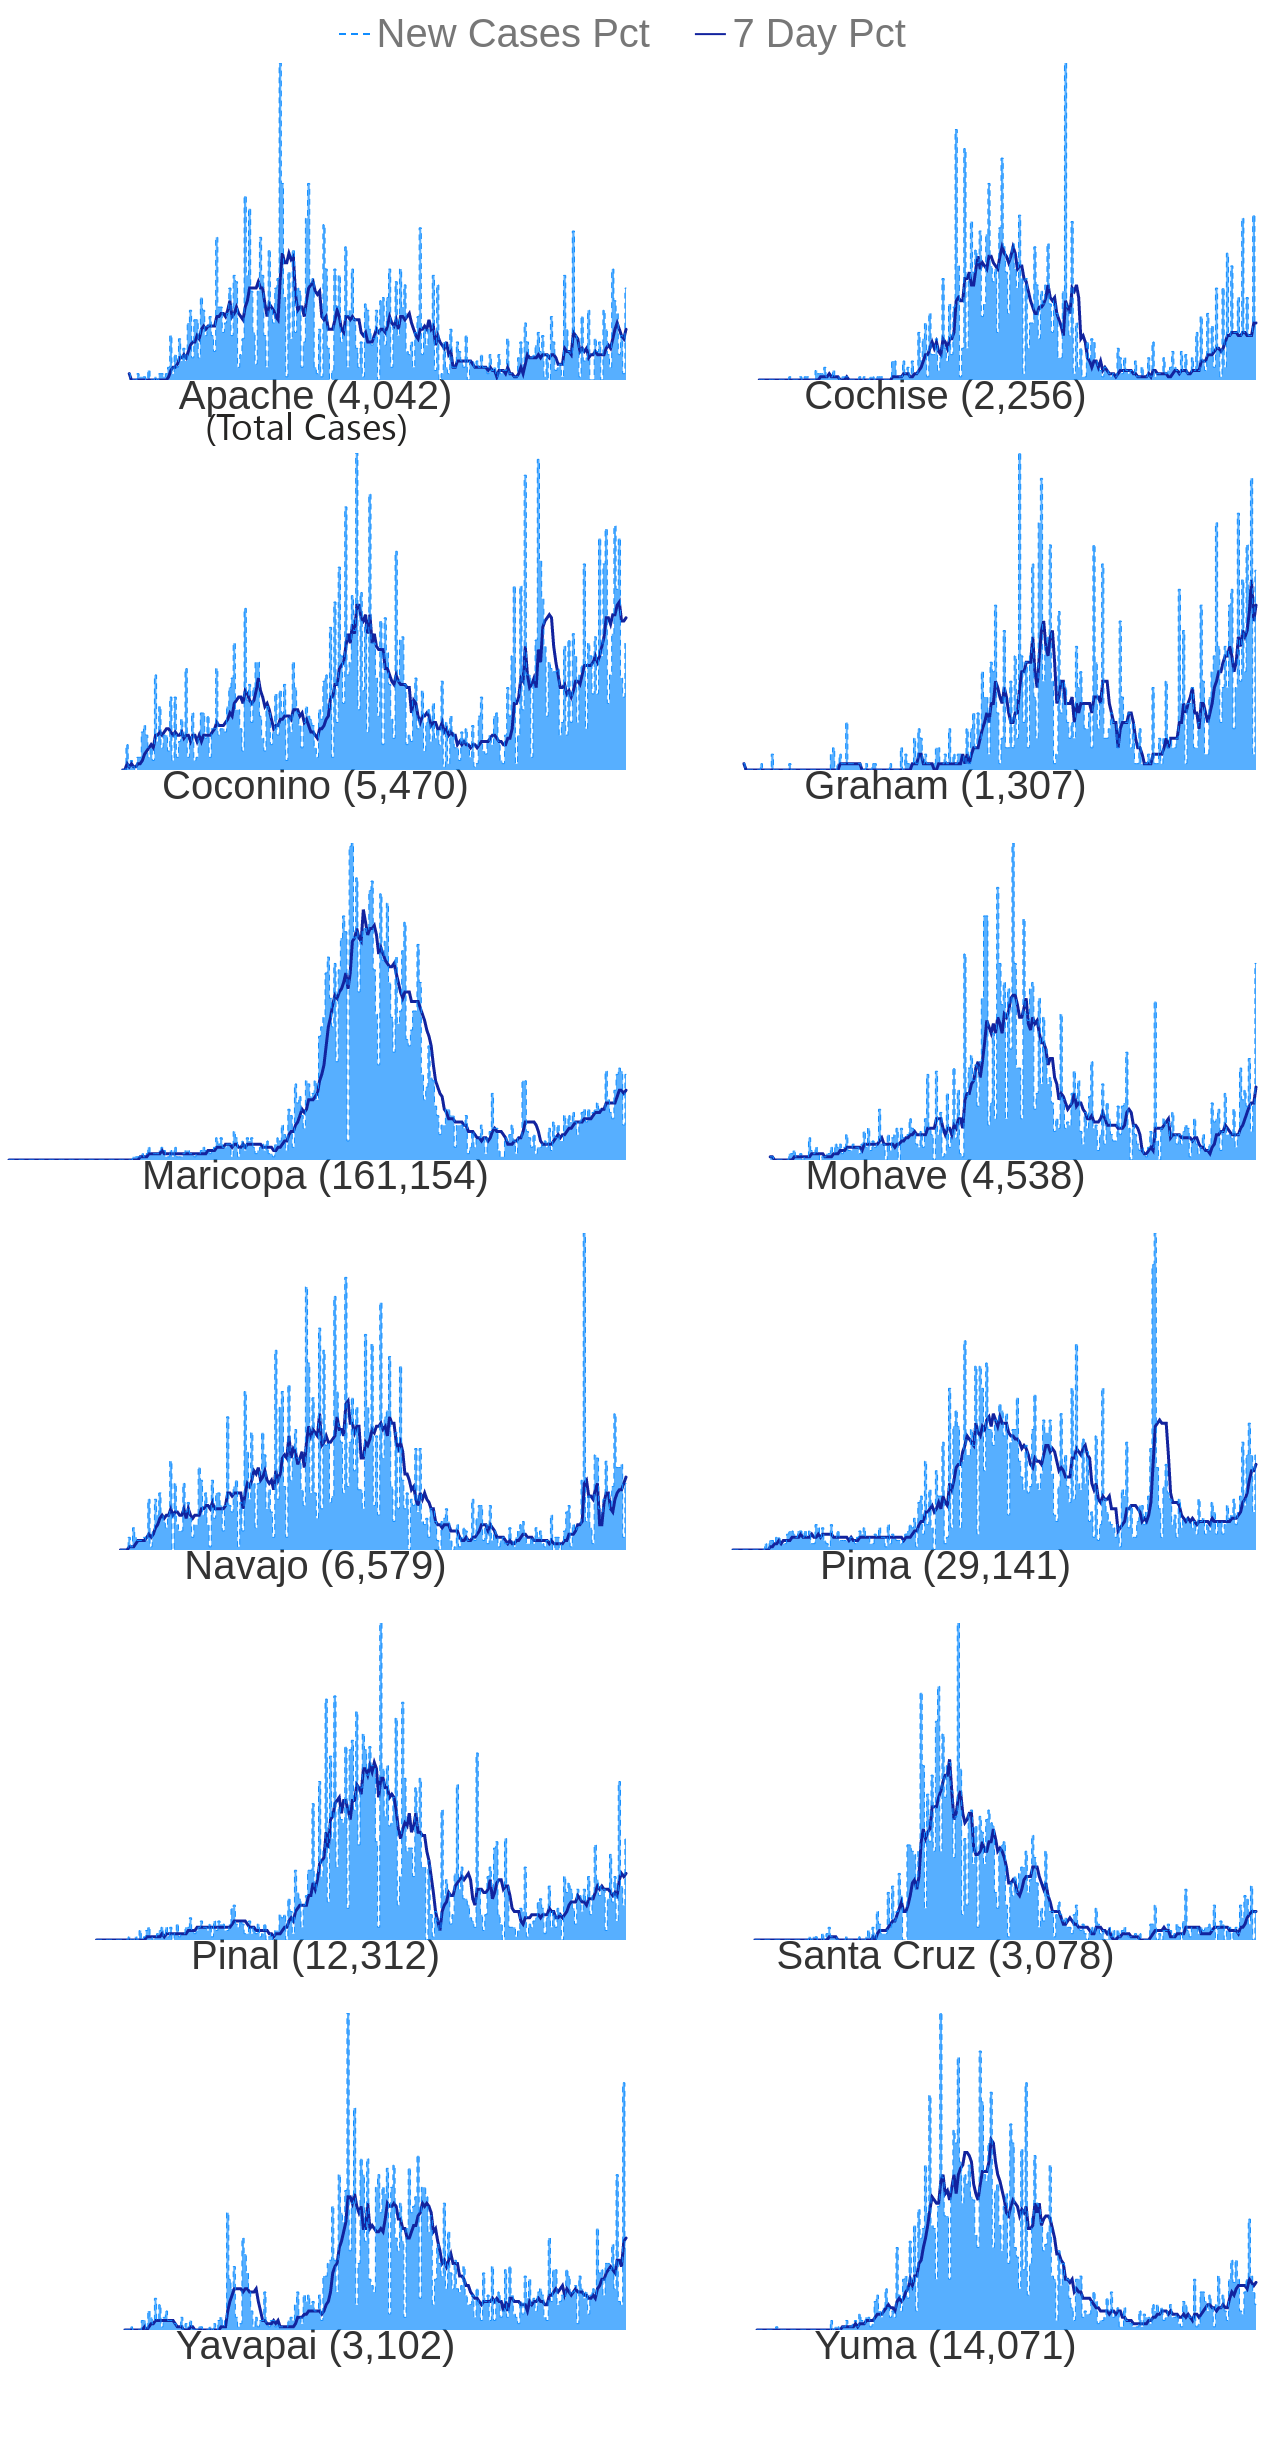 New Cases Pct 7 Day Pct
Apache (4,042) Cochise (2,256)
(Total Cases)
Coconino (5,470) Graham (1,307)
Maricopa (161,154) Mohave (4,538)
Navajo (6,579) Pima (29,141)
Pinal (12,312) Santa Cruz (3,078)
Yavapai (3,102) Yuma (14,071)